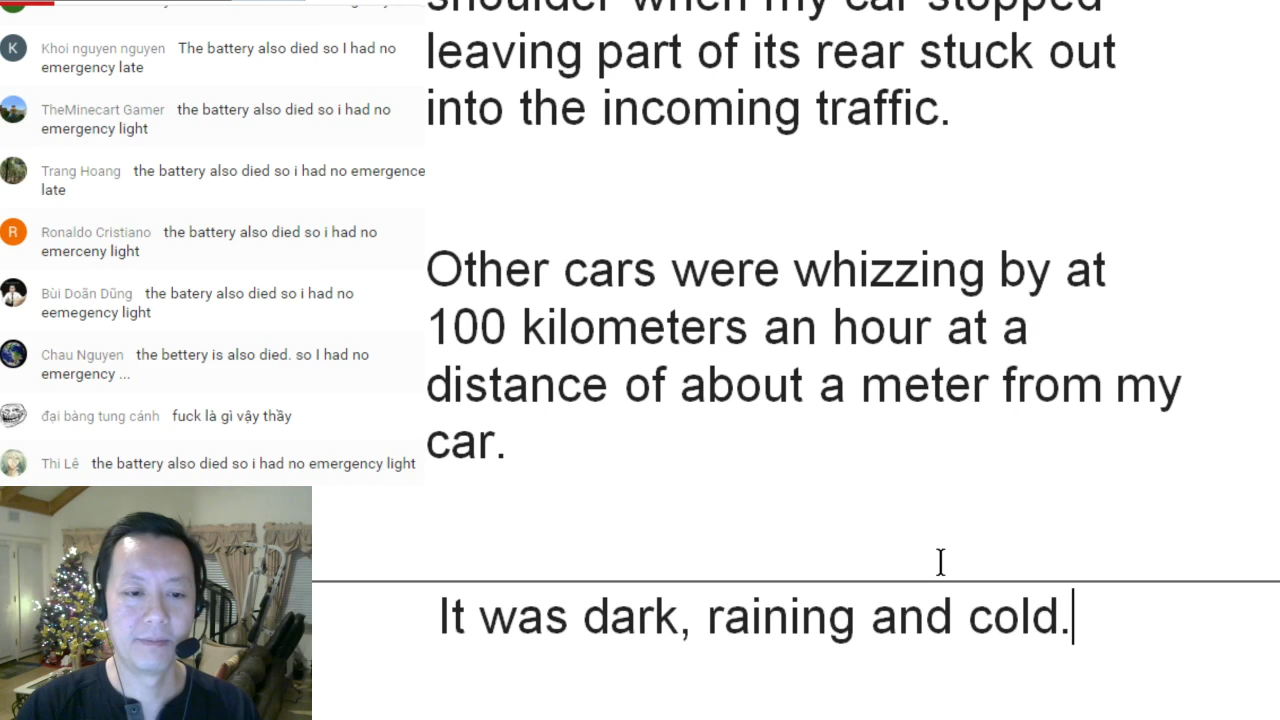 K Khoi nguyen nguyen The battery also died so I had no
emergency late
TheMinecart Gamer the battery also died so i had no
emergency light
Trang Hoang the battery also died so i had no emergence
late
R Ronaldo Cristiano the battery also died so i had no
emerceny light
Bùi Doãn Dũng the batery also died so i had no
eemegency light
Chau Nguyen the bettery is also died. so I had no
emergency ...
đại bàng tung cánh fuck là gì vậy thầy
Thi Lê the battery also died so i had no emergency light
shoulder when my car stopped
leaving part of its rear stuck out
into the incoming traffic.
Other cars were whizzing by at
100 kilometers an hour at a
distance of about a meter from my
car.
It was dark, raining and cold.